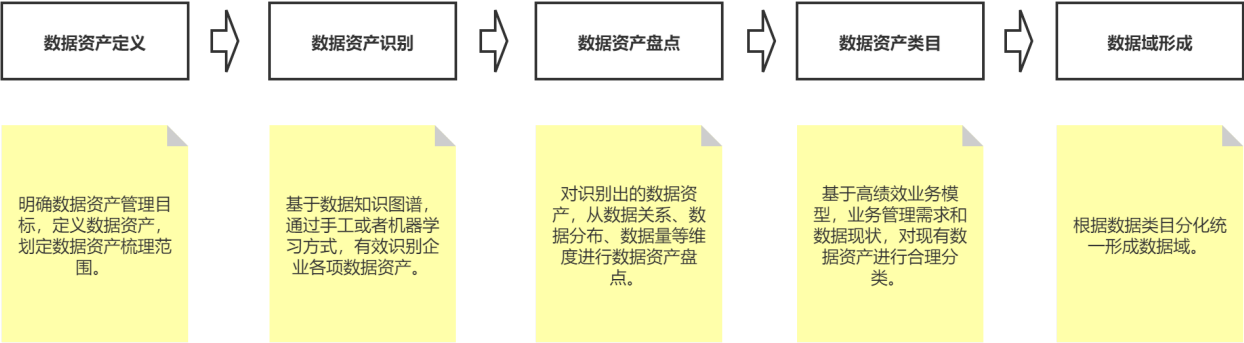 数据资产定义
数据资产识别
数据资产盘点
数据资产类目
数据域形成
明确数据资产管理目
标，定义数据资产，
划定数据资产梳理范
围。
基于数据知识图谱，
通过手工或者机器学
习方式，有效识别企
业各项数据资产。
对识别出的数据资
产，从数据关系、数
据分布、数据量等维
度进行数据资产盘
点。
基于高绩效业务模
型，业务管理需求和
数据现状，对现有数
据资产进行合理分
类。
根据数据类目分化统
一形成数据域。